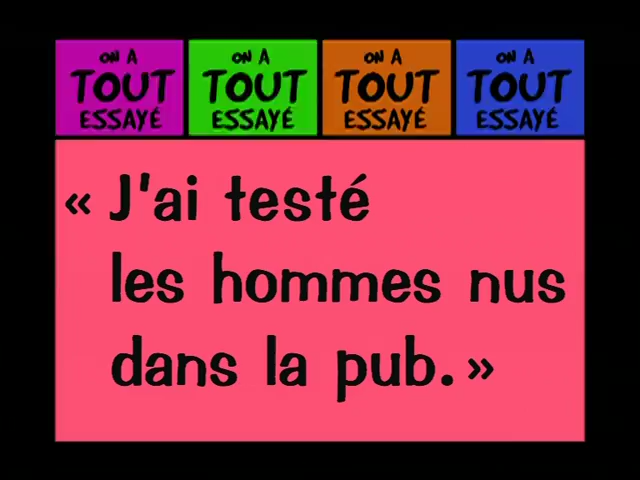 ON A TOUT ESSAYÉ ON A TOUT ESSAYÉ ON A TOUT ESSAYÉ ON A TOUT ESSAYÉ
« J'ai testé
les hommes nus
dans la pub. »